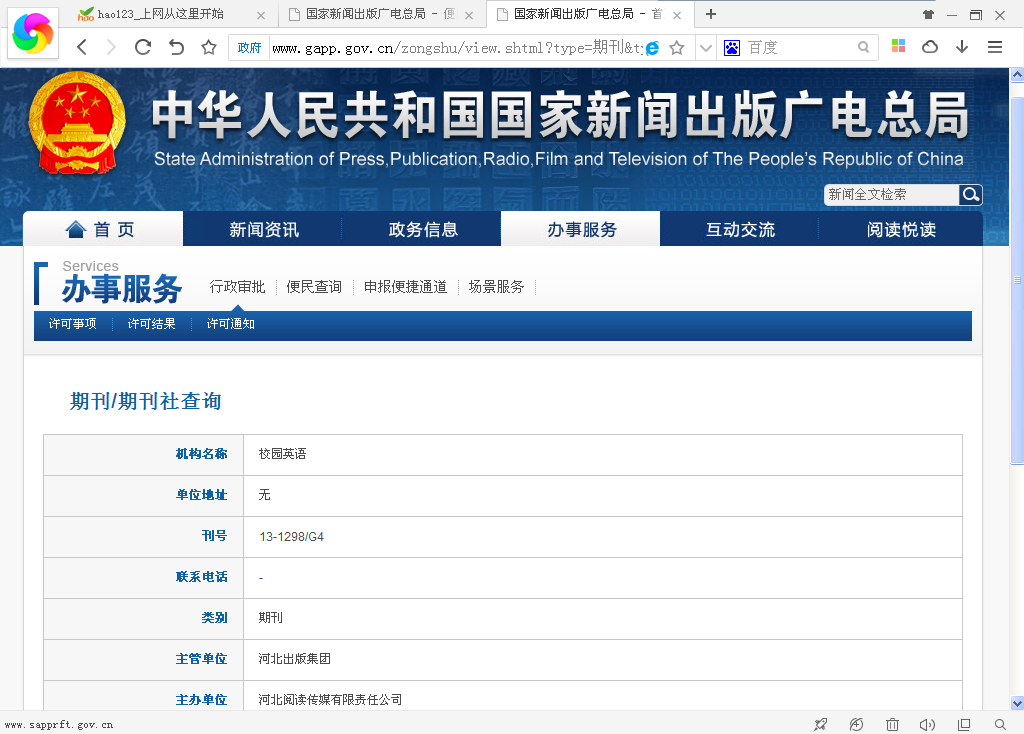 hao123_上网从这里开始
国家新闻出版广电总局 - 便
国家新闻出版广电总局 - 首
政府 www.gapp.gov.cn/zongshu/view.shtml?type=期刊&ty
百度
中华人民共和国国家新闻出版广电总局
State Administration of Press,Publication,Radio,Film and Television of The People's Republic of China
新闻全文检索
首 页 新闻资讯 政务信息 办事服务 互动交流 阅读悦读
Services
办事服务 行政审批 便民查询 申报便捷通道 场景服务
许可事项 许可结果 许可通知
期刊/期刊社查询
机构名称 校园英语
单位地址 无
刊号 13-1298/G4
联系电话 -
类别 期刊
主管单位 河北出版集团
主办单位 河北阅读传媒有限责任公司
www.sapprft.gov.cn